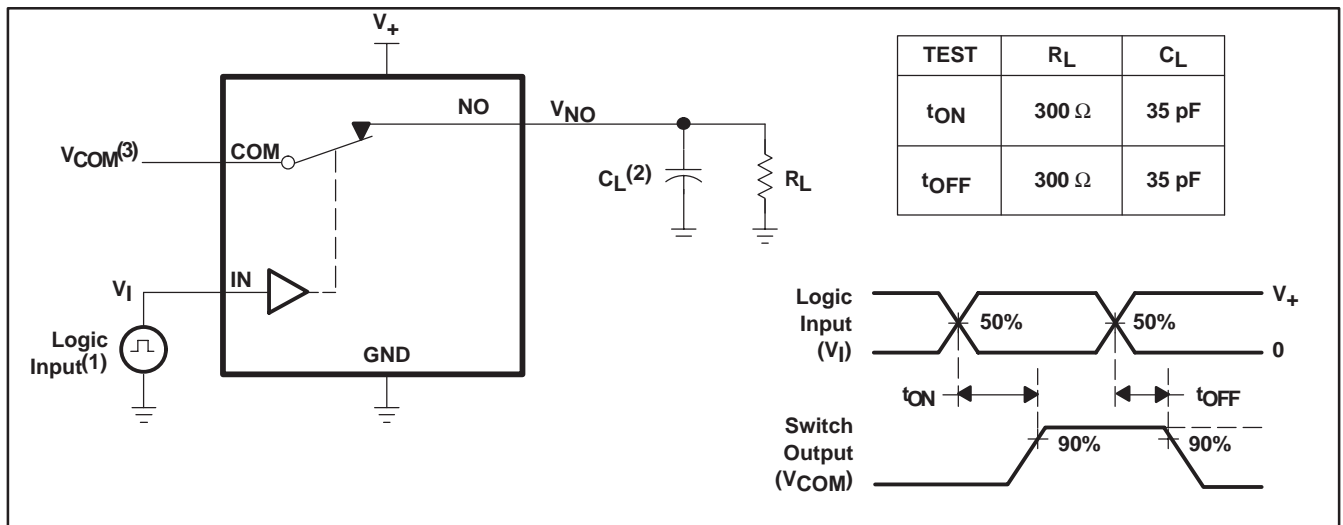 V+
NO
VNO
VCOM(3)
COM
CL(2)
RL
VI
IN
Logic
Input(1)
GND
TEST RL CL
tON 300 Ω 35 pF
tOFF 300 Ω 35 pF
Logic
Input
(VI)
50%
50%
V+
0
tON
tOFF
Switch
Output
(VCOM)
90%
90%